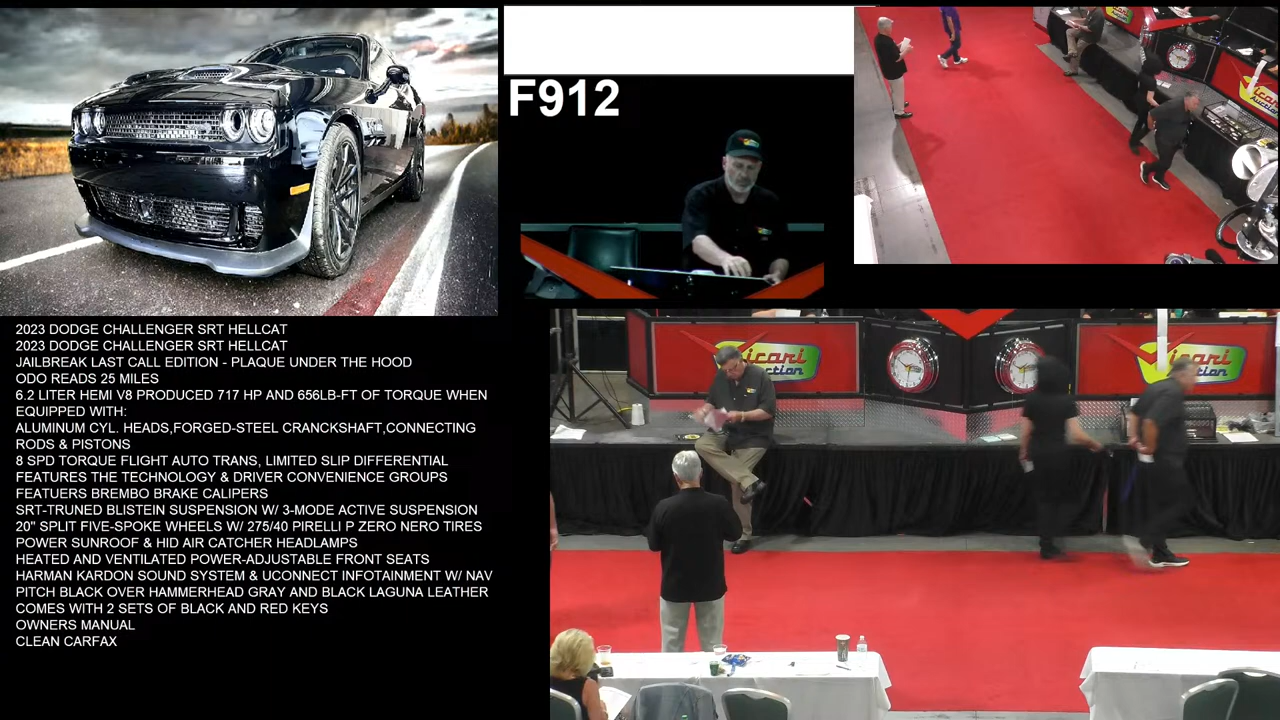 F912
2023 DODGE CHALLENGER SRT HELLCAT
2023 DODGE CHALLENGER SRT HELLCAT
JAILBREAK LAST CALL EDITION - PLAQUE UNDER THE HOOD
ODO READS 25 MILES
6.2 LITER HEMI V8 PRODUCED 717 HP AND 656LB-FT OF TORQUE WHEN
EQUIPPED WITH:
ALUMINUM CYL. HEADS,FORGED-STEEL CRANCKSHAFT,CONNECTING
RODS & PISTONS
8 SPD TORQUE FLIGHT AUTO TRANS, LIMITED SLIP DIFFERENTIAL
FEATURES THE TECHNOLOGY & DRIVER CONVENIENCE GROUPS
FEATUERS BREMBO BRAKE CALIPERS
SRT-TRUNED BLISTEIN SUSPENSION W/ 3-MODE ACTIVE SUSPENSION
20" SPLIT FIVE-SPOKE WHEELS W/ 275/40 PIRELLI P ZERO NERO TIRES
POWER SUNROOF & HID AIR CATCHER HEADLAMPS
HEATED AND VENTILATED POWER-ADJUSTABLE FRONT SEATS
HARMAN KARDON SOUND SYSTEM & UCONNECT INFOTAINMENT W/ NAV
PITCH BLACK OVER HAMMERHEAD GRAY AND BLACK LAGUNA LEATHER
COMES WITH 2 SETS OF BLACK AND RED KEYS
OWNERS MANUAL
CLEAN CARFAX
Vicari
Auction
Vicari
Auction
Vicari
Auction